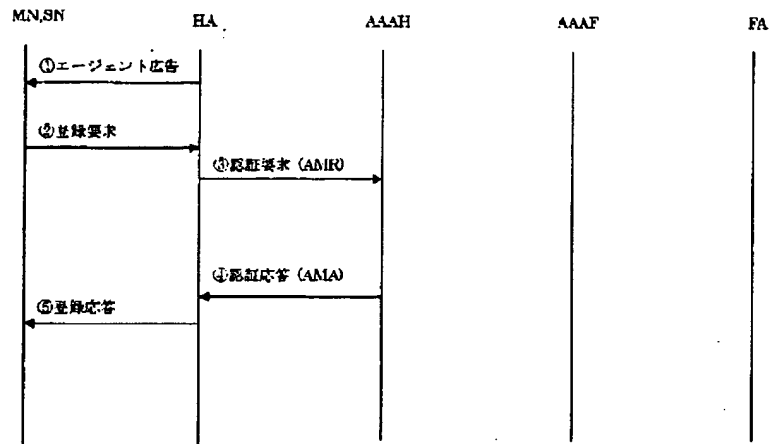 MN,SN
HA
AAAH
AAAF
FA
①エージェント広告
②登録要求
③認証要求 (AMR)
④認証応答 (AMA)
⑤登録応答